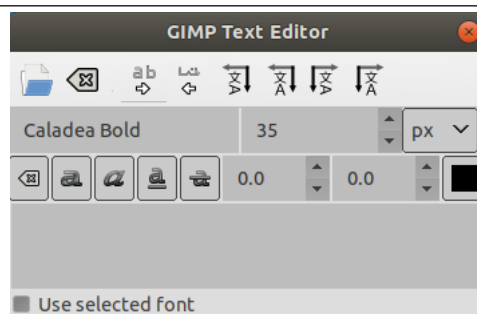 GIMP Text Editor
Caladea Bold 35 px
a a a a 0.0 0.0
Use selected font